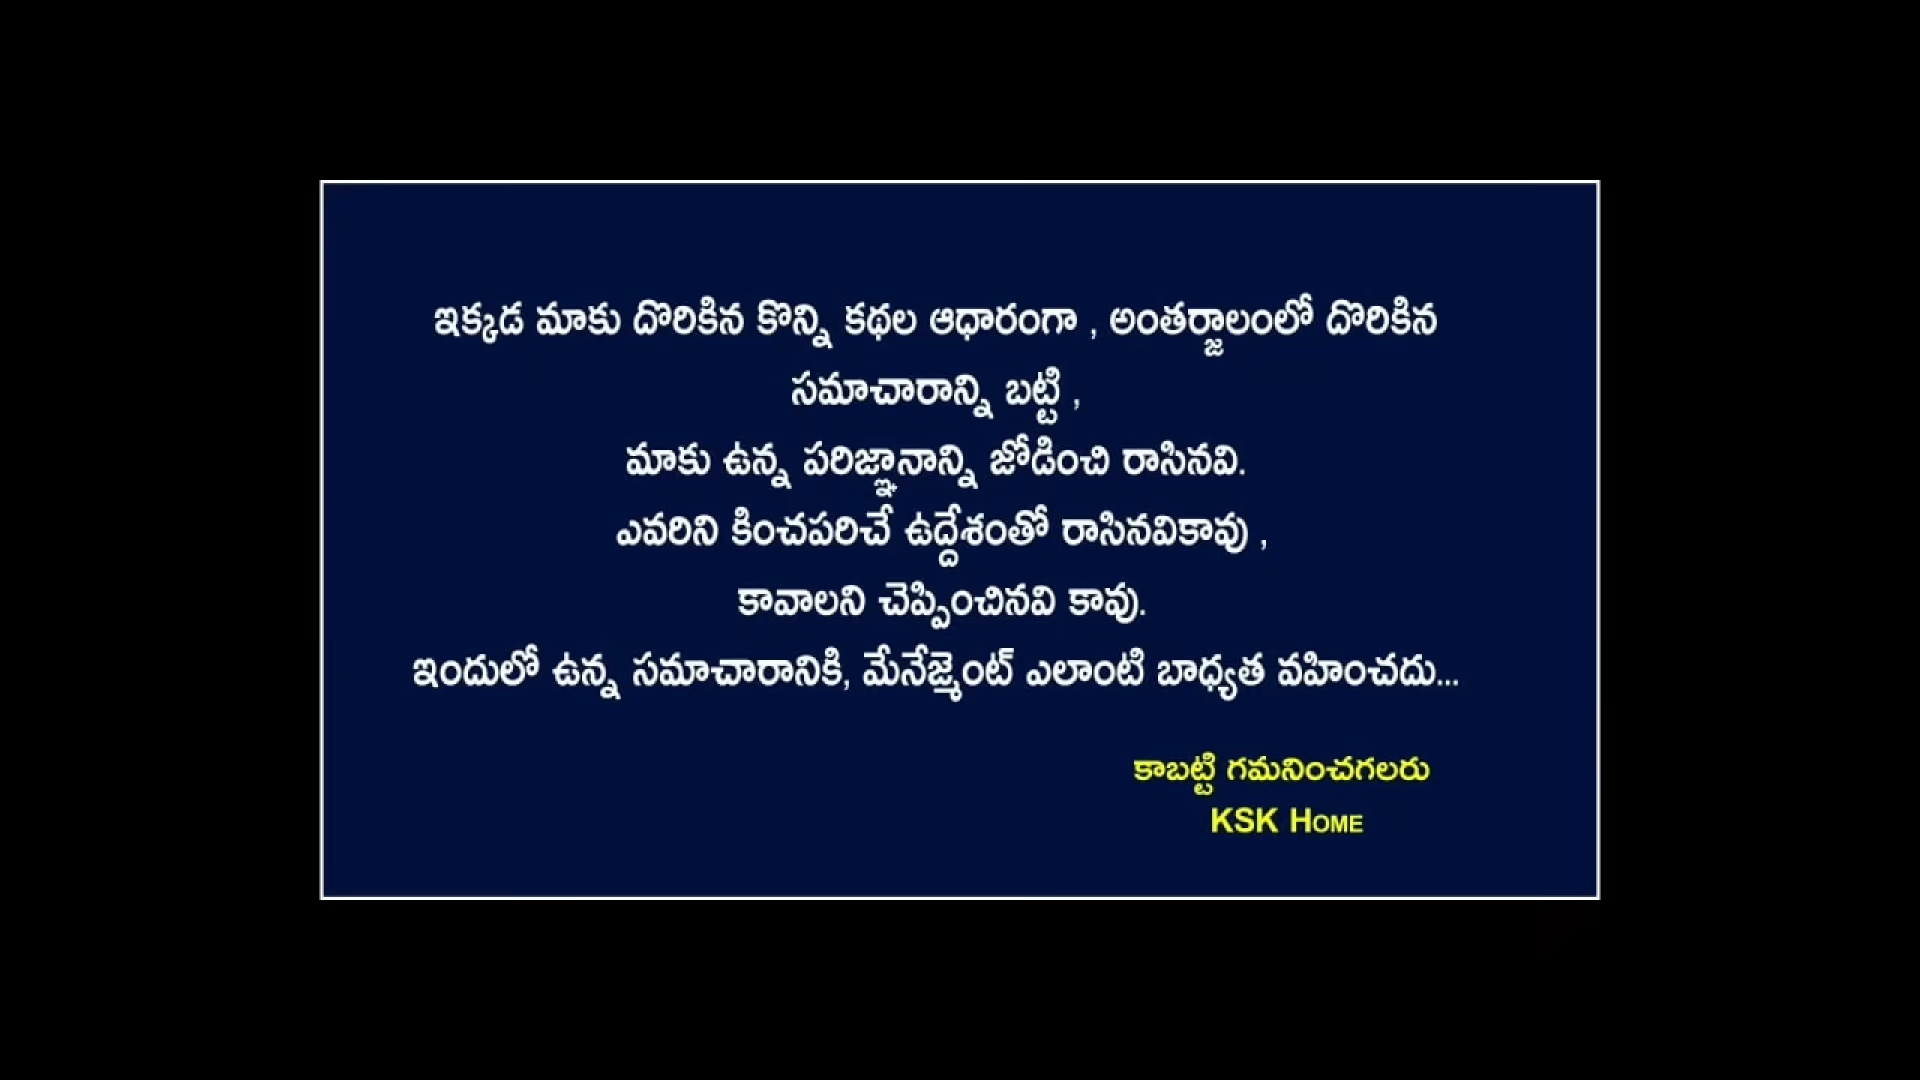 ఇక్కడ మాకు దొరికిన కొన్ని కథల ఆధారంగా , అంతర్జాలంలో దొరికిన
సమాచారాన్ని బట్టి ,
మాకు ఉన్న పరిజ్ఞానాన్ని జోడించి రాసినవి.
ఎవరిని కించపరిచే ఉద్దేశంతో రాసినవికావు ,
కావాలని చెప్పించినవి కావు.
ఇందులో ఉన్న సమాచారానికి, మేనేజ్మెంట్ ఎలాంటి బాధ్యత వహించదు...
కాబట్టి గమనించగలరు
KSK HOME